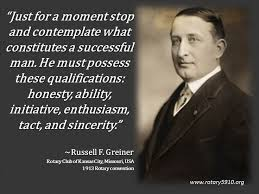 “Just for a moment stop
and contemplate what
constitutes a successful
man. He must possess
these qualifications:
honesty, ability,
initiative, enthusiasm,
tact, and sincerity.”
~ Russell F. Greiner
Rotary Club of Kansas City, Missouri, USA
1913 Rotary convention
www.rotary5910.org